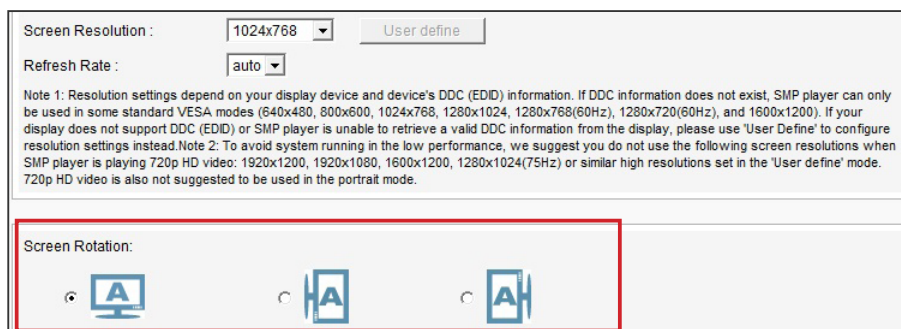 Screen Resolution : 1024x768 User define
Refresh Rate : auto
Note 1: Resolution settings depend on your display device and device's DDC (EDID) information. If DDC information does not exist, SMP player can only
be used in some standard VESA modes (640x480, 800x600, 1024x768, 1280x1024, 1280x768(60Hz), 1280x720(60Hz), and 1600x1200). If your
display does not support DDC (EDID) or SMP player is unable to retrieve a valid DDC information from the display, please use 'User Define' to configure
resolution settings instead.Note 2: To avoid system running in the low performance, we suggest you do not use the following screen resolutions when
SMP player is playing 720p HD video: 1920x1200, 1920x1080, 1600x1200, 1280x1024(75Hz) or similar high resolutions set in the 'User define' mode.
720p HD video is also not suggested to be used in the portrait mode.
Screen Rotation:
A A A